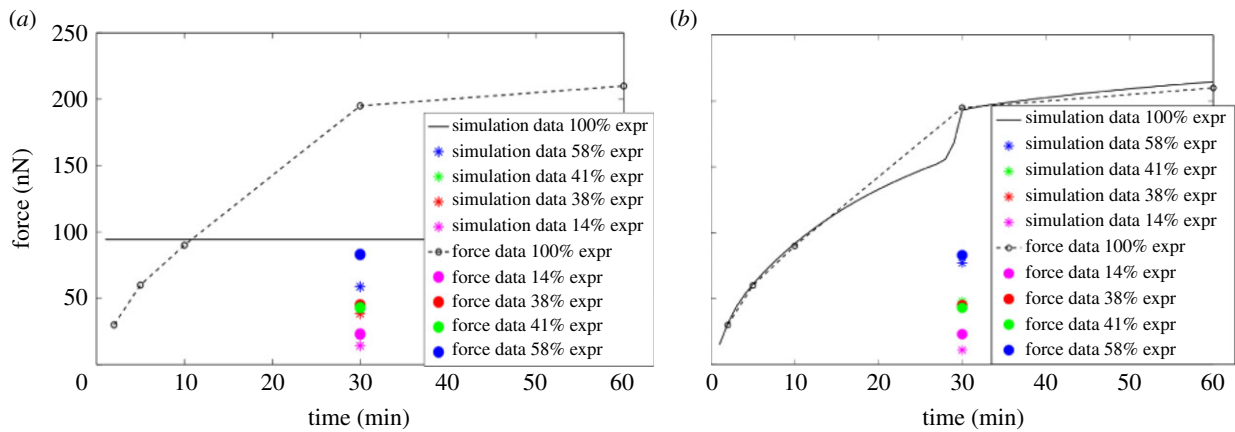 (a)
250
200
150
100
50
0
force (nN)
10 20 30 40 50 60
time (min)
simulation data 100% expr
simulation data 58% expr
simulation data 41% expr
simulation data 38% expr
simulation data 14% expr
force data 100% expr
force data 14% expr
force data 38% expr
force data 41% expr
force data 58% expr
(b)
0 10 20 30 40 50 60
time (min)
simulation data 100% expr
simulation data 58% expr
simulation data 41% expr
simulation data 38% expr
simulation data 14% expr
force data 100% expr
force data 14% expr
force data 38% expr
force data 41% expr
force data 58% expr